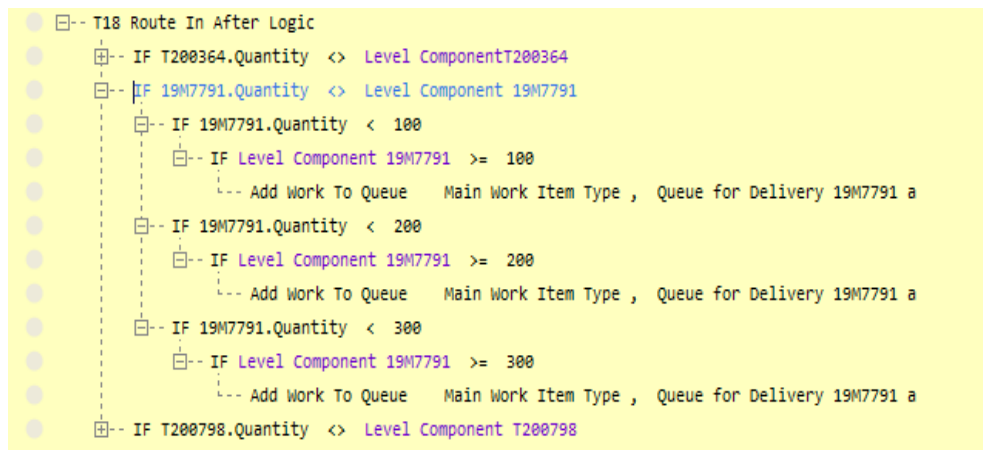 T18 Route In After Logic
IF T200364.Quantity <> Level ComponentT200364
IF 19M7791.Quantity <> Level Component 19M7791
IF 19M7791.Quantity < 100
IF Level Component 19M7791 >= 100
Add Work To Queue Main Work Item Type , Queue for Delivery 19M7791 a
IF 19M7791.Quantity < 200
IF Level Component 19M7791 >= 200
Add Work To Queue Main Work Item Type , Queue for Delivery 19M7791 a
IF 19M7791.Quantity < 300
IF Level Component 19M7791 >= 300
Add Work To Queue Main Work Item Type , Queue for Delivery 19M7791 a
IF T200798.Quantity <> Level Component T200798